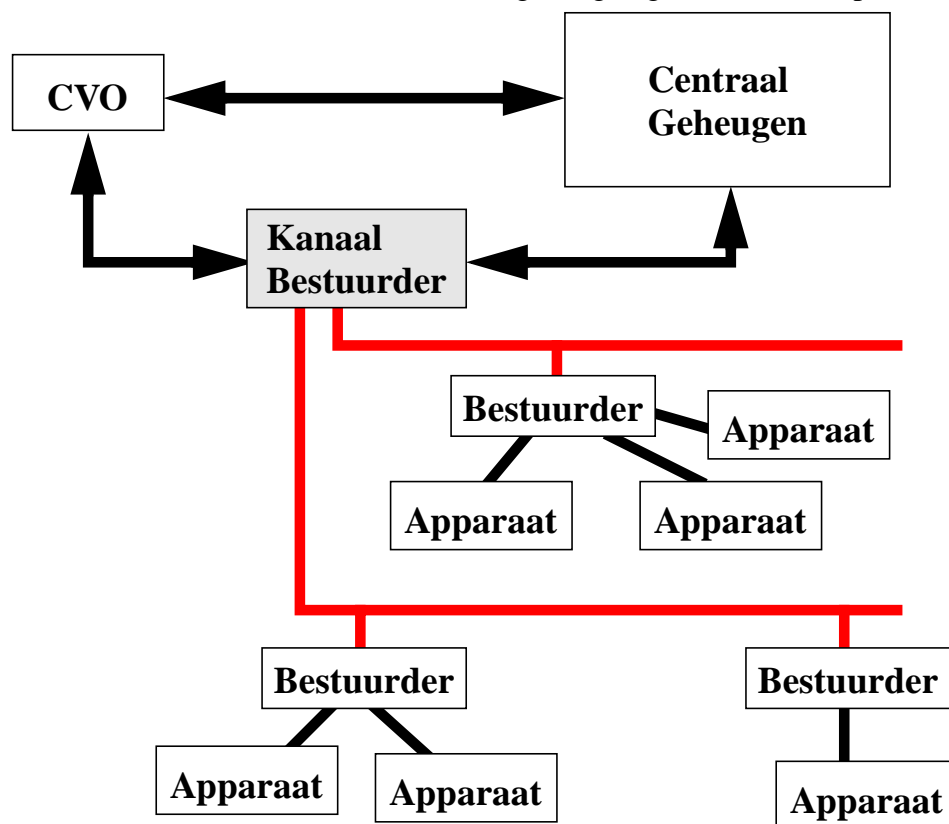 CVO
Centraal
Geheugen
Kanaal
Bestuurder
Bestuurder
Apparaat
Apparaat
Apparaat
Bestuurder
Bestuurder
Apparaat
Apparaat
Apparaat